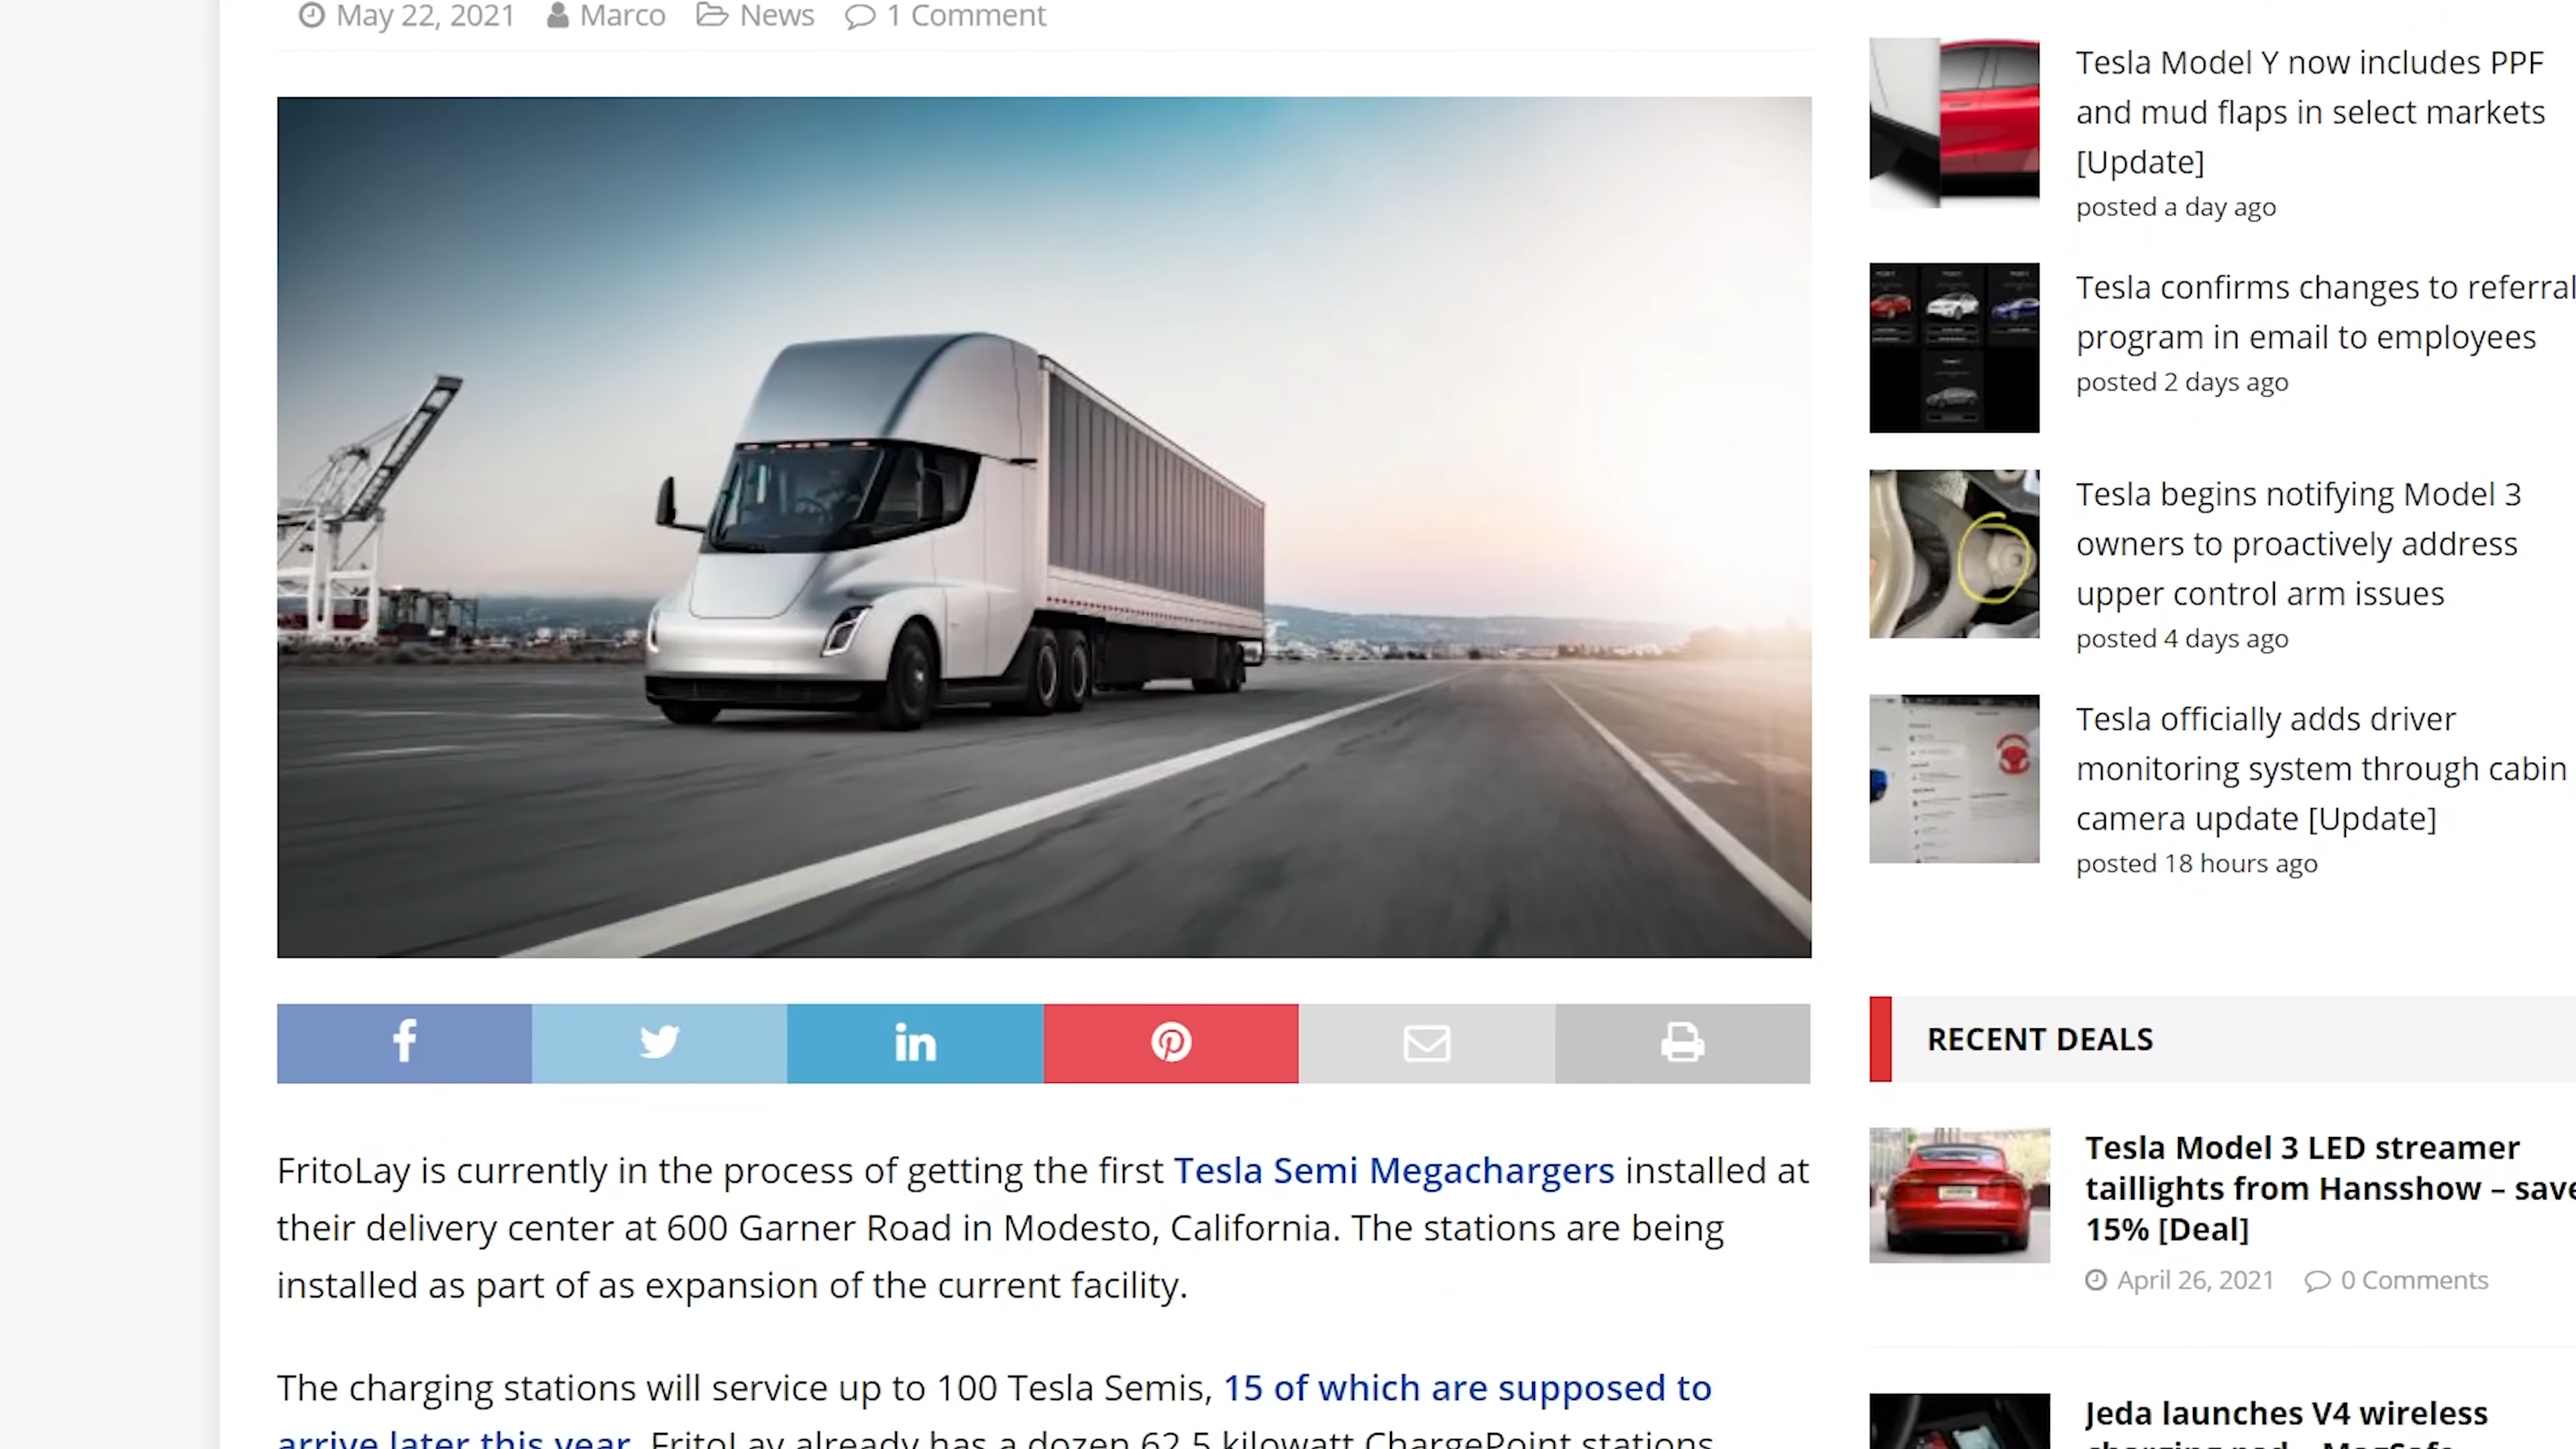 May 22, 2021 Marco News 1 Comment
FritoLay is currently in the process of getting the first Tesla Semi Megachargers installed at
their delivery center at 600 Garner Road in Modesto, California. The stations are being
installed as part of as expansion of the current facility.
The charging stations will service up to 100 Tesla Semis, 15 of which are supposed to
arrive later this year. FritoLay already has a dozen 62.5 kilowatt ChargePoint stations
Tesla Model Y now includes PPF
and mud flaps in select markets
[Update]
posted a day ago
Tesla confirms changes to referral
program in email to employees
posted 2 days ago
Tesla begins notifying Model 3
owners to proactively address
upper control arm issues
posted 4 days ago
Tesla officially adds driver
monitoring system through cabin
camera update [Update]
posted 18 hours ago
RECENT DEALS
Tesla Model 3 LED streamer
taillights from Hansshow – save
15% [Deal]
April 26, 2021 0 Comments
Jeda launches V4 wireless
charging pad – MagSafe